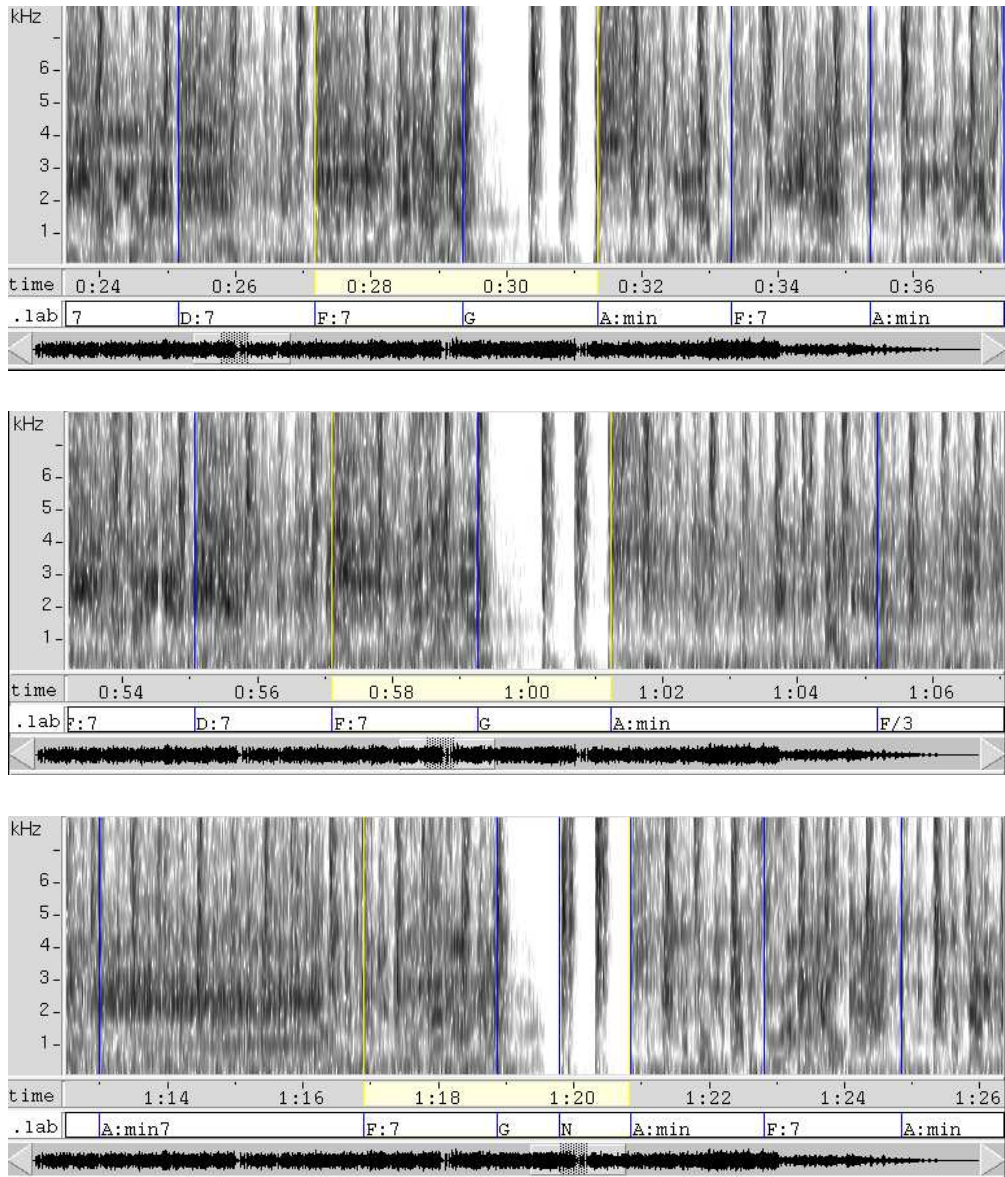 kHz
6
5
4
3
2
1
time 0:24 0:26 0:28 0:30 0:32 0:34 0:36
.lab 7 D:7 F:7 G A:min F:7 A:min
kHz
6
5
4
3
2
1
time 0:54 0:56 0:58 1:00 1:02 1:04 1:06
.lab F:7 D:7 F:7 G A:min F/3
kHz
6
5
4
3
2
1
time 1:14 1:16 1:18 1:20 1:22 1:24 1:26
.lab A:min7 F:7 G N A:min F:7 A:min